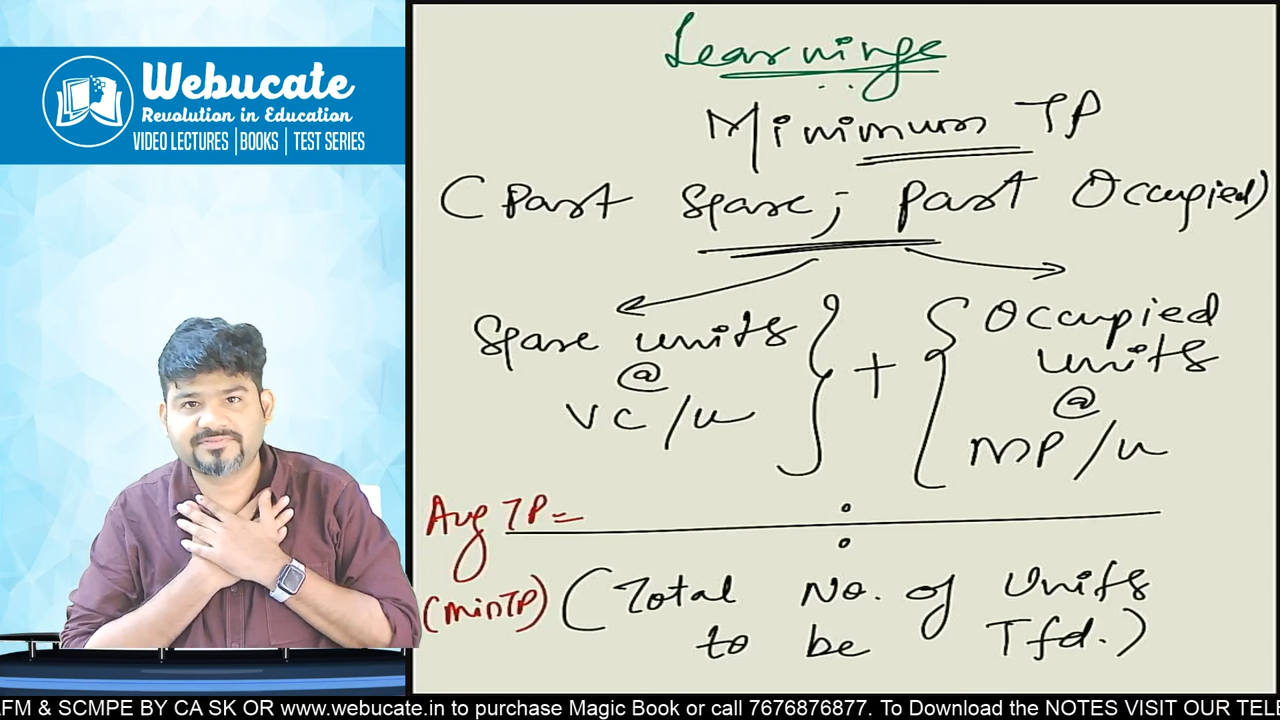 Webucate
Revolution in Education
VIDEO LECTURES | BOOKS | TEST SERIES
Learnings
Minimum TP
(Part Spare; Part Occupied)
Spare units
@
VC/u
+
Occupied
units
@
MP/u
Avg TP =
(Min TP)
÷
(Total No. of Units
to be Tfd.)
AFM & SCMPE BY CA SK OR www.webucate.in to purchase Magic Book or call 7676876877. To Download the NOTES VISIT OUR TELE